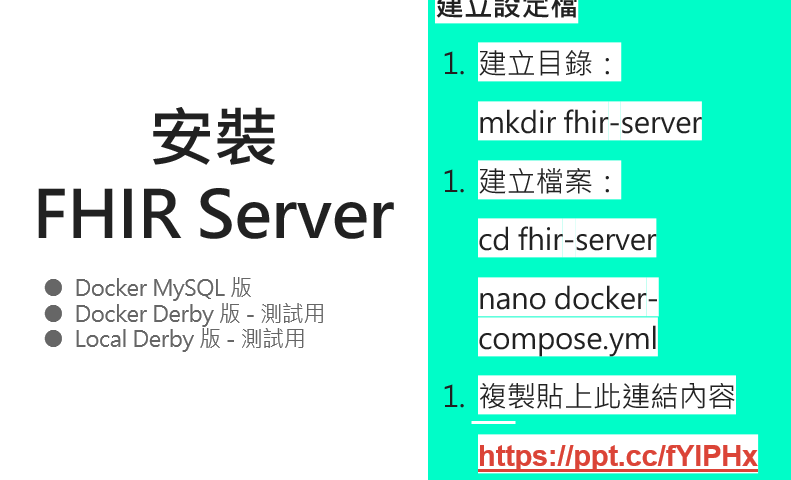 安裝
FHIR Server
● Docker MySQL 版
● Docker Derby 版 - 測試用
● Local Derby 版 - 測試用
建立設定檔
1. 建立目錄：
mkdir fhir-server
1. 建立檔案：
cd fhir-server
nano docker-
compose.yml
1. 複製貼上此連結內容
https://ppt.cc/fYlPHx